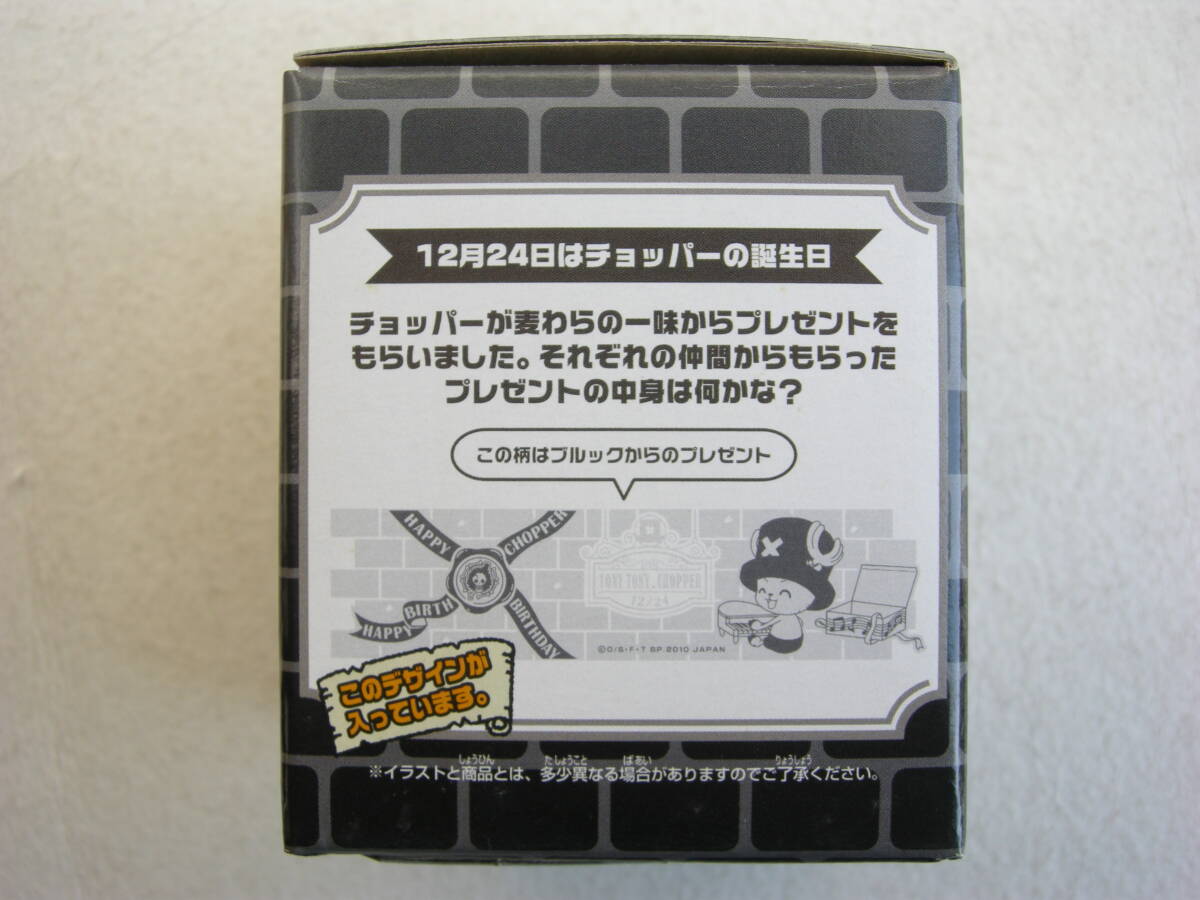 12月24日はチョッパーの誕生日
チョッパーが麦わらの一味からプレゼントを
もらいました。それぞれの仲間からもらった
プレゼントの中身は何かな?
この柄はブルックからのプレゼント
HAPPY
CHOPPER
HAPPY
BIRTH
BIRTHDAY
TONY TONY.CHOPPER
12/24
©O/S・F・T SP 2010 JAPAN
このデザインが
入っています。
しょうひん たしょうこと ばあい りょうしょう
※イラストと商品とは、多少異なる場合がありますのでご了承ください。